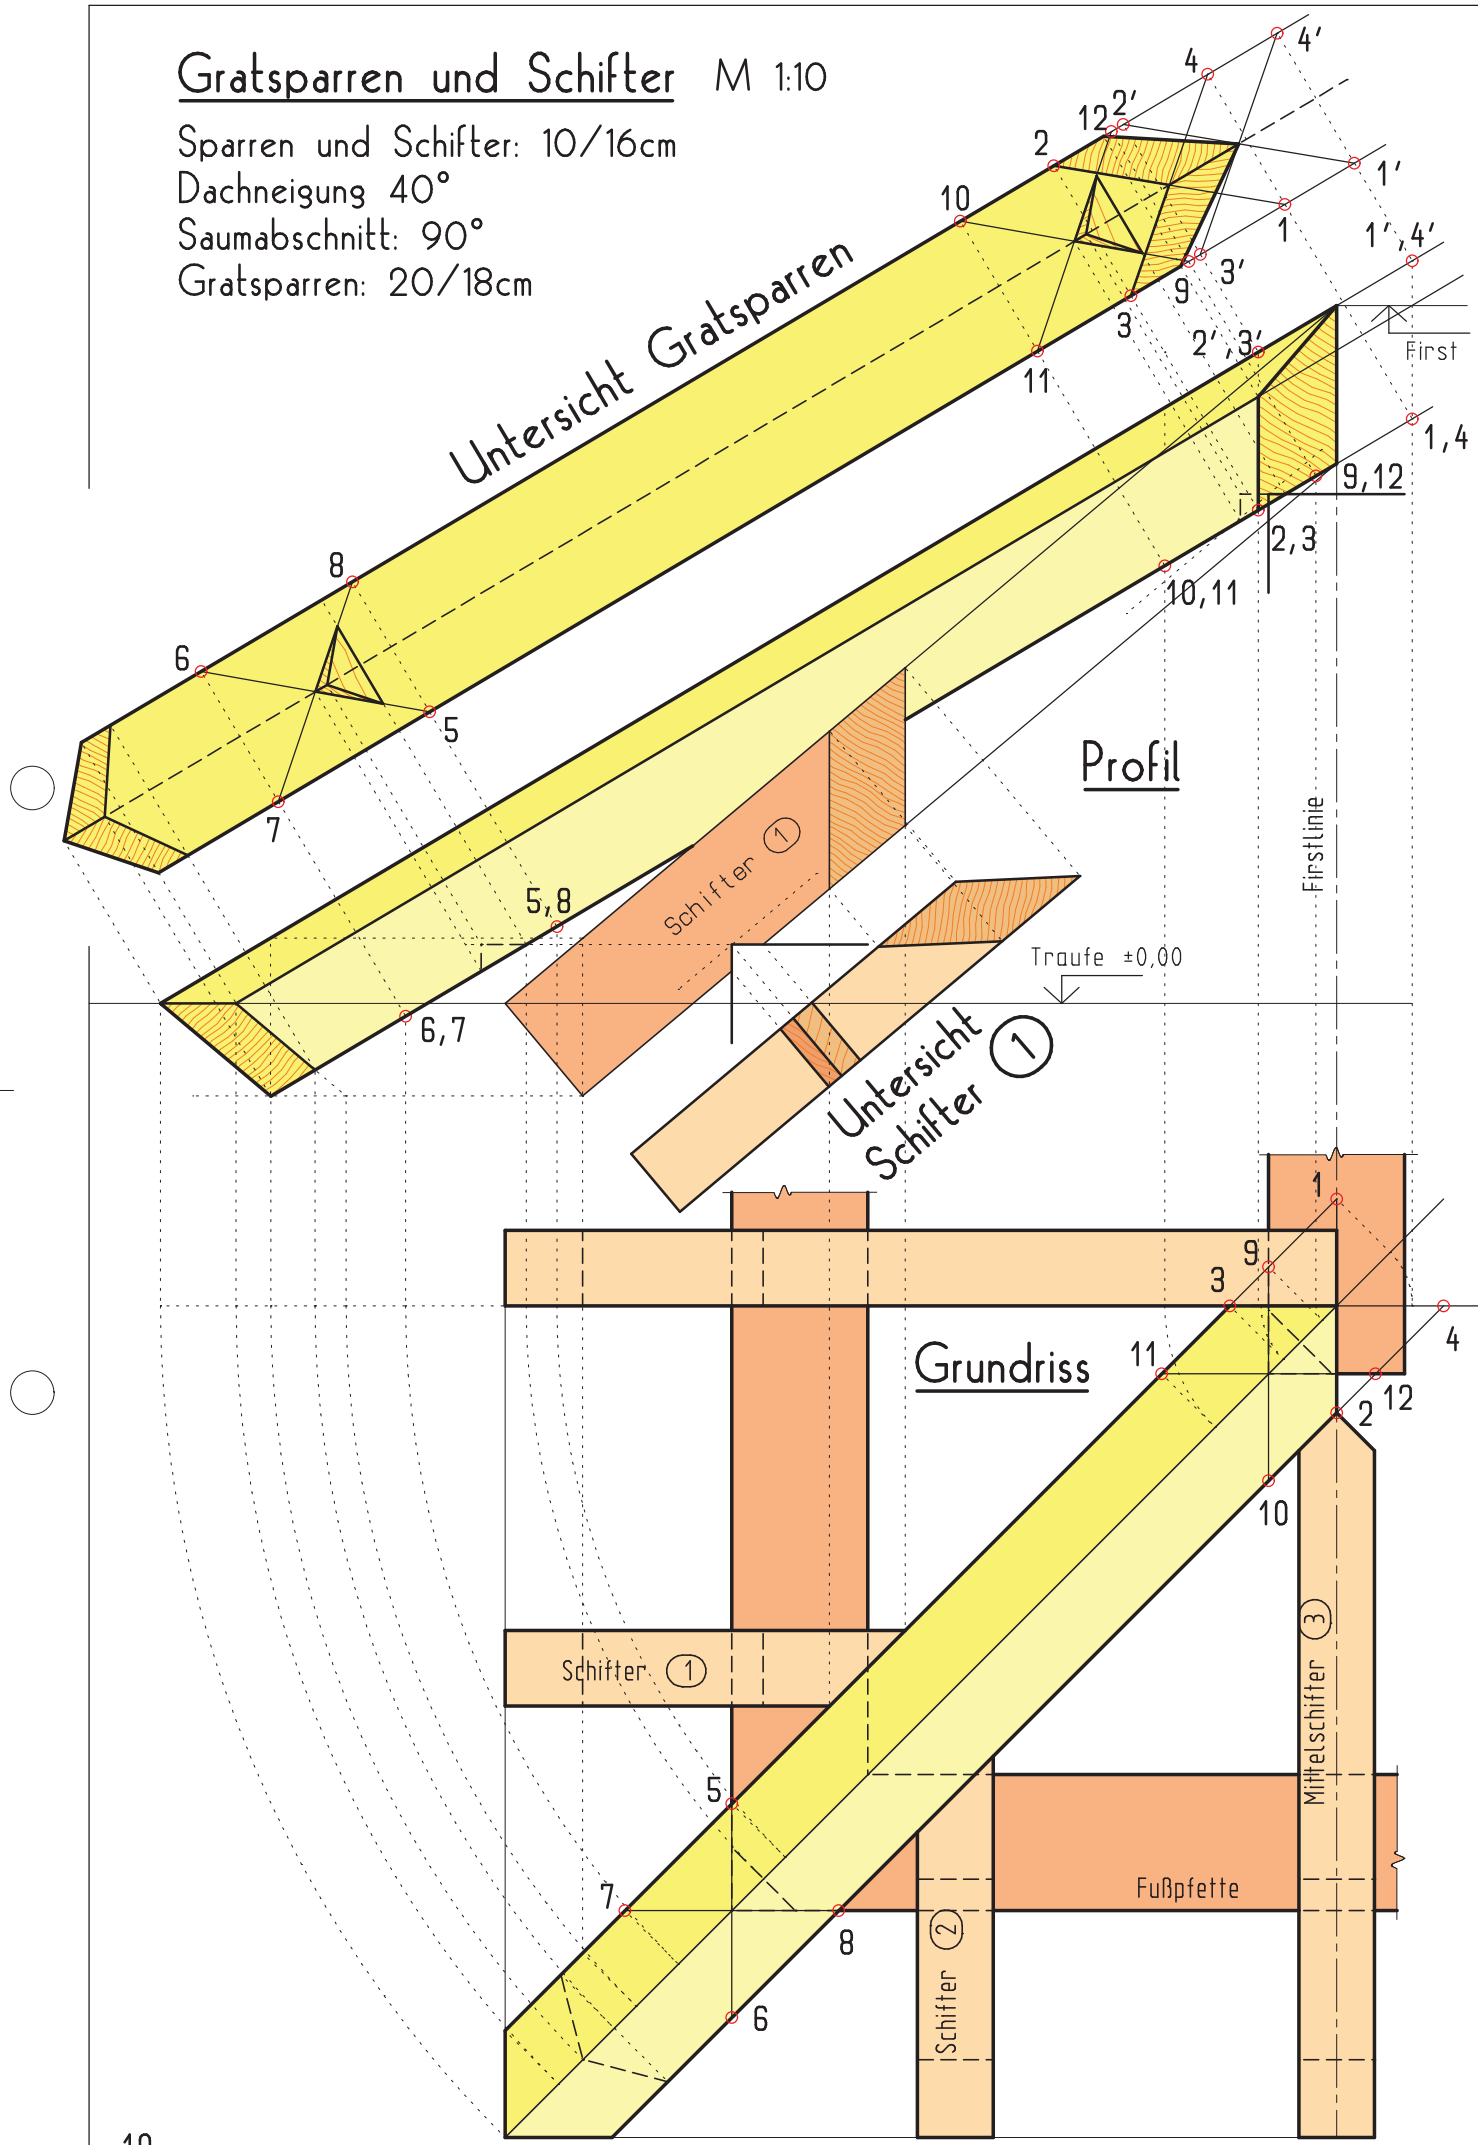 Gratsparren und Schifter M 1:10
Sparren und Schifter: 10/16cm
Dachneigung 40°
Saumabschnitt: 90°
Gratsparren: 20/18cm
4'
4
2'
12
2
1'
10
1
1',4'
3'
9
3
Untersicht Gratsparren
2',3'
First
11
1,4
9,12
2,3
8
10,11
6
5
Profil
7
Schifter 1
Firstlinie
5,8
Traufe ±0,00
6,7
Untersicht
Schifter 1
1
9
3
11
Grundriss
4
12
2
10
Schifter 1
Mittelschifter 3
5
7
Fußpfette
8
Schifter 2
6